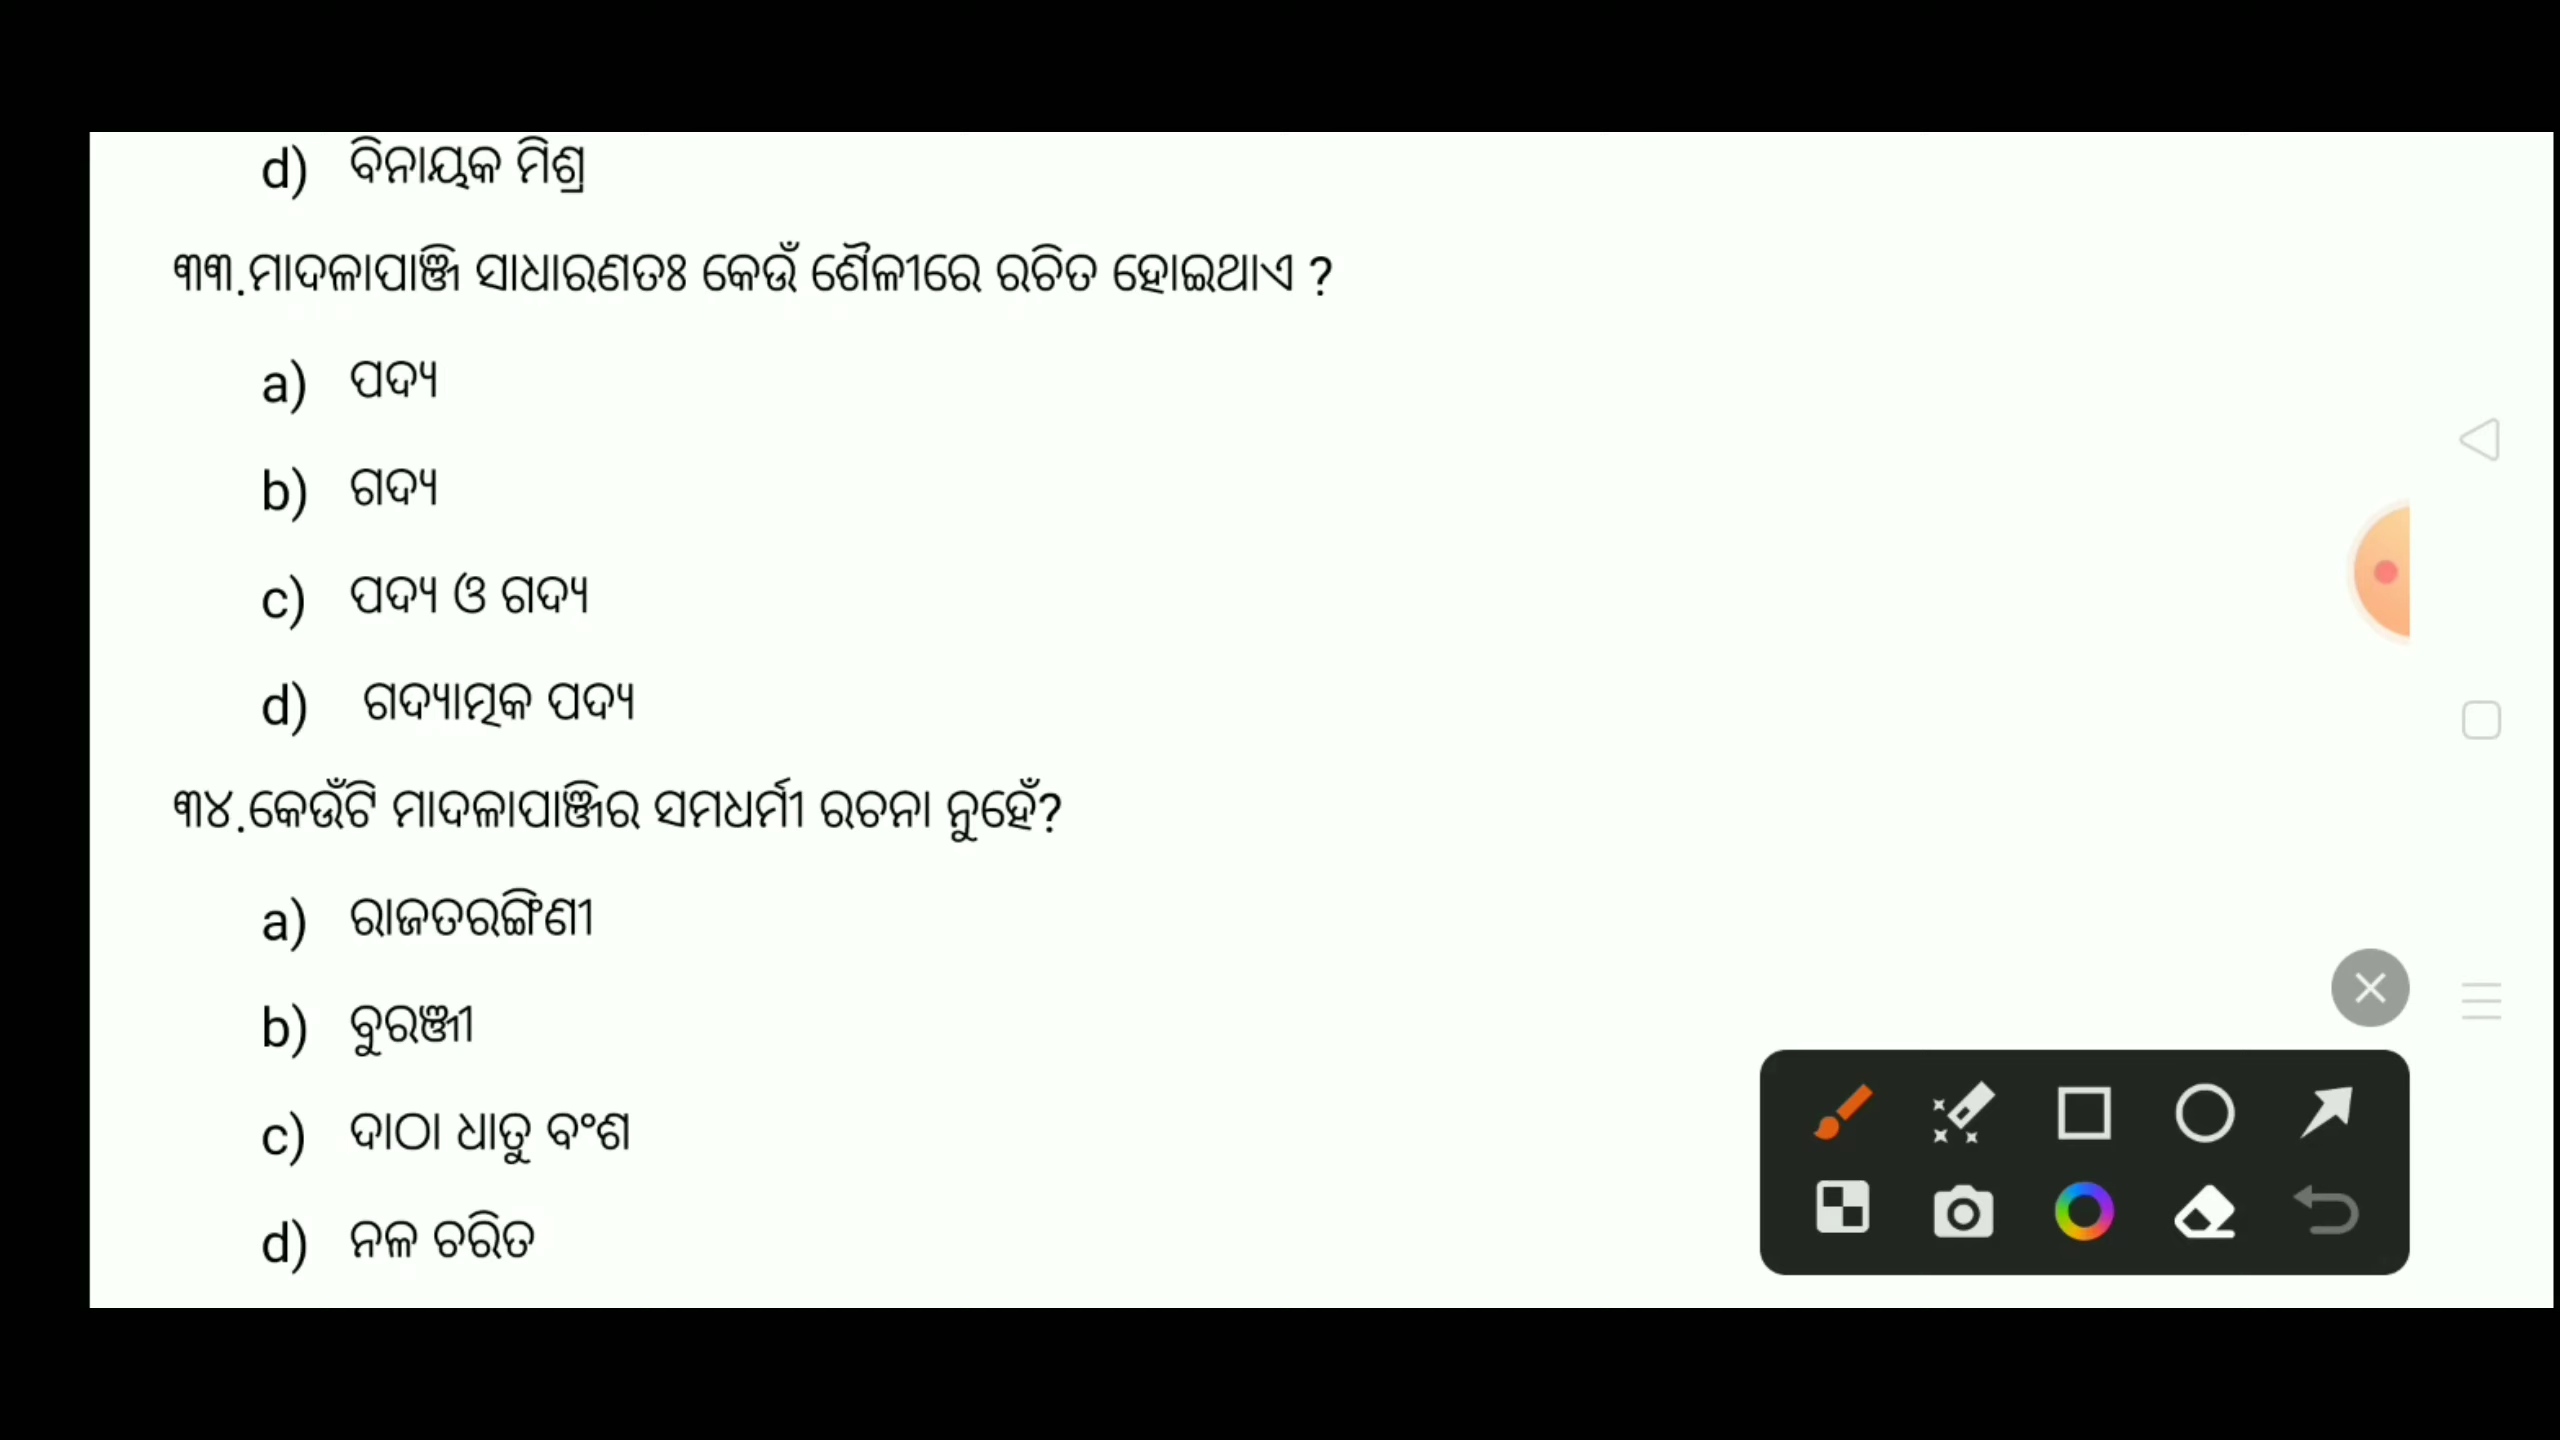 d) ବିନାୟକ ମିଶ୍ର
୩୩.ମାଦଳାପାଞ୍ଜି ସାଧାରଣତଃ କେଉଁ ଶୈଳୀରେ ରଚିତ ହୋଇଥାଏ ?
a) ପଦ୍ୟ
b) ଗଦ୍ୟ
c) ପଦ୍ୟ ଓ ଗଦ୍ୟ
d) ଗଦ୍ୟାତ୍ମକ ପଦ୍ୟ
୩୪.କେଉଁଟି ମାଦଳାପାଞ୍ଜିର ସମଧର୍ମୀ ରଚନା ନୁହେଁ?
a) ରାଜତରଙ୍ଗିଣୀ
b) ବୁରଞ୍ଜୀ
c) ଦାଠା ଧାତୁ ବଂଶ
d) ନଳ ଚରିତ